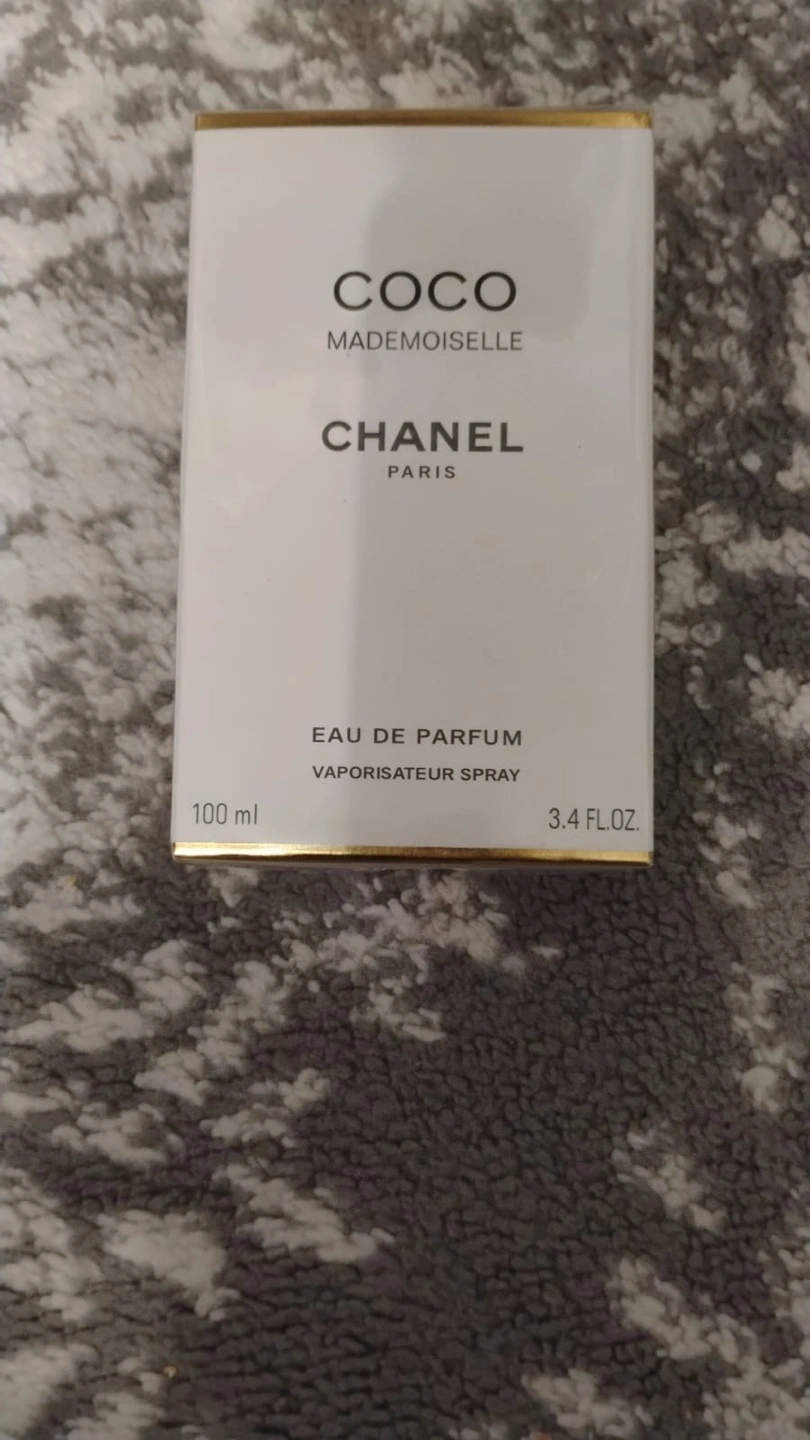 COCO
MADEMOISELLE
CHANEL
PARIS
EAU DE PARFUM
VAPORISATEUR SPRAY
100 ml 3.4 FL.OZ.